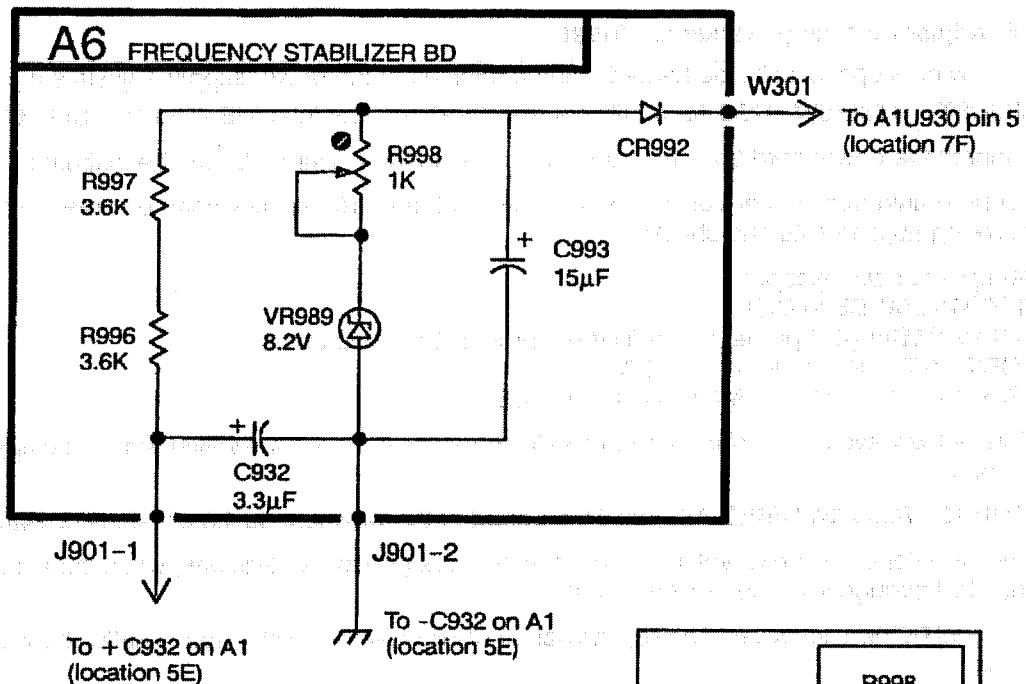 A6 FREQUENCY STABILIZER BD
W301
To A1U930 pin 5
(location 7F)
CR992
R998
1K
R997
3.6K
+
C993
15µF
VR989
8.2V
R996
3.6K
+
C932
3.3µF
J901-1
J901-2
To -C932 on A1
(location 5E)
To +C932 on A1
(location 5E)
R998